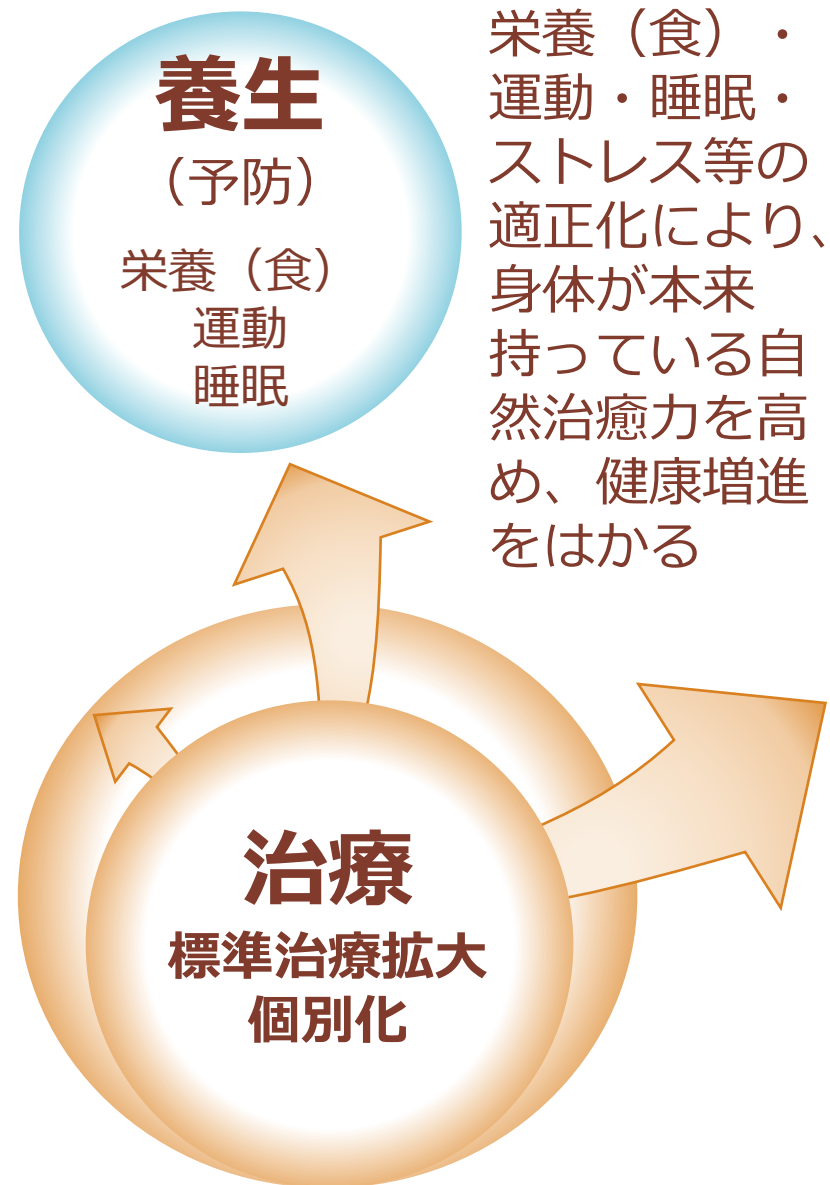 養生
（予防）
栄養（食）
運動
睡眠
栄養（食）・
運動・睡眠・
ストレス等の
適正化により、
身体が本来
持っている自
然治癒力を高
め、健康増進
をはかる
治療
標準治療拡大
個別化